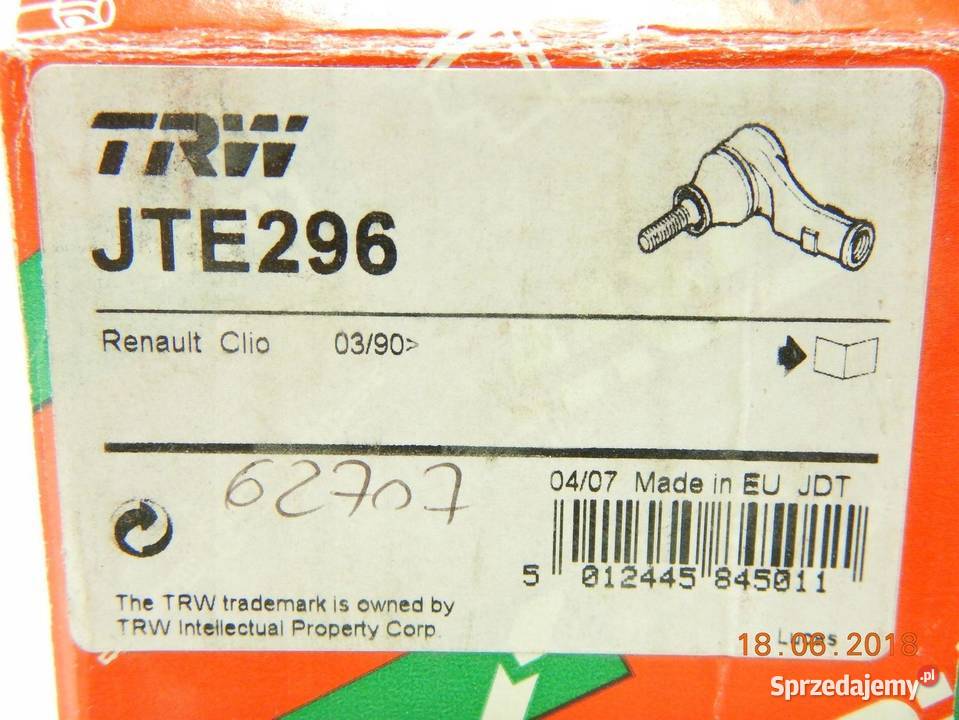 TRW
JTE296
Renault Clio 03/90>
62707
04/07 Made in EU JDT
5 012445 845011
The TRW trademark is owned by
TRW Intellectual Property Corp.
Lucas
18.06.2018
Sprzedajemy.pl